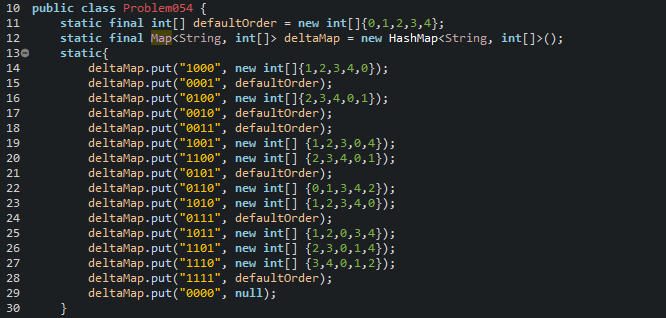 10 public class Problem054 {
11     static final int[] defaultOrder = new int[]{0,1,2,3,4};
12     static final Map<String, int[]> deltaMap = new HashMap<String, int[]>();
13     static{
14         deltaMap.put("1000", new int[]{1,2,3,4,0});
15         deltaMap.put("0001", defaultOrder);
16         deltaMap.put("0100", new int[]{2,3,4,0,1});
17         deltaMap.put("0010", defaultOrder);
18         deltaMap.put("0011", defaultOrder);
19         deltaMap.put("1001", new int[] {1,2,3,0,4});
20         deltaMap.put("1100", new int[] {2,3,4,0,1});
21         deltaMap.put("0101", defaultOrder);
22         deltaMap.put("0110", new int[] {0,1,3,4,2});
23         deltaMap.put("1010", new int[] {1,2,3,4,0});
24         deltaMap.put("0111", defaultOrder);
25         deltaMap.put("1011", new int[] {1,2,0,3,4});
26         deltaMap.put("1101", new int[] {2,3,0,1,4});
27         deltaMap.put("1110", new int[] {3,4,0,1,2});
28         deltaMap.put("1111", defaultOrder);
29         deltaMap.put("0000", null);
30     }